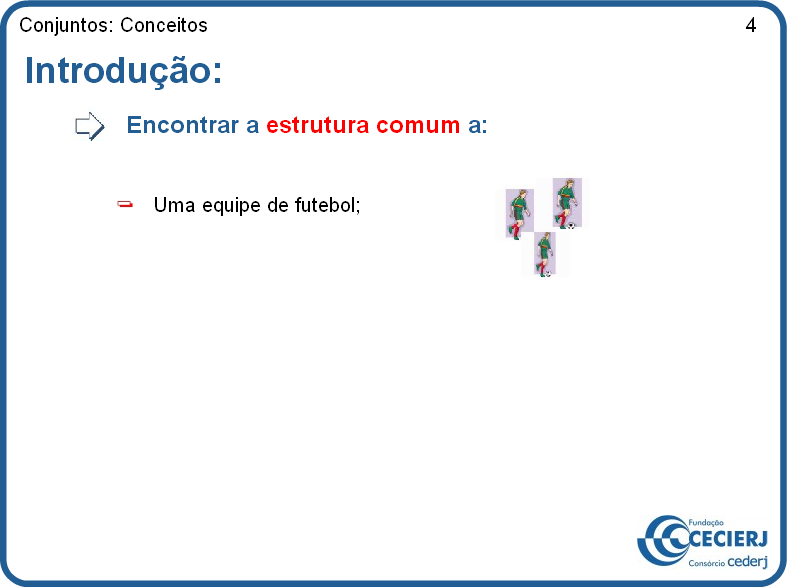 Conjuntos: Conceitos 4
Introdução:
Encontrar a estrutura comum a:
Uma equipe de futebol;
Fundação
CECIERJ
Consórcio cederj